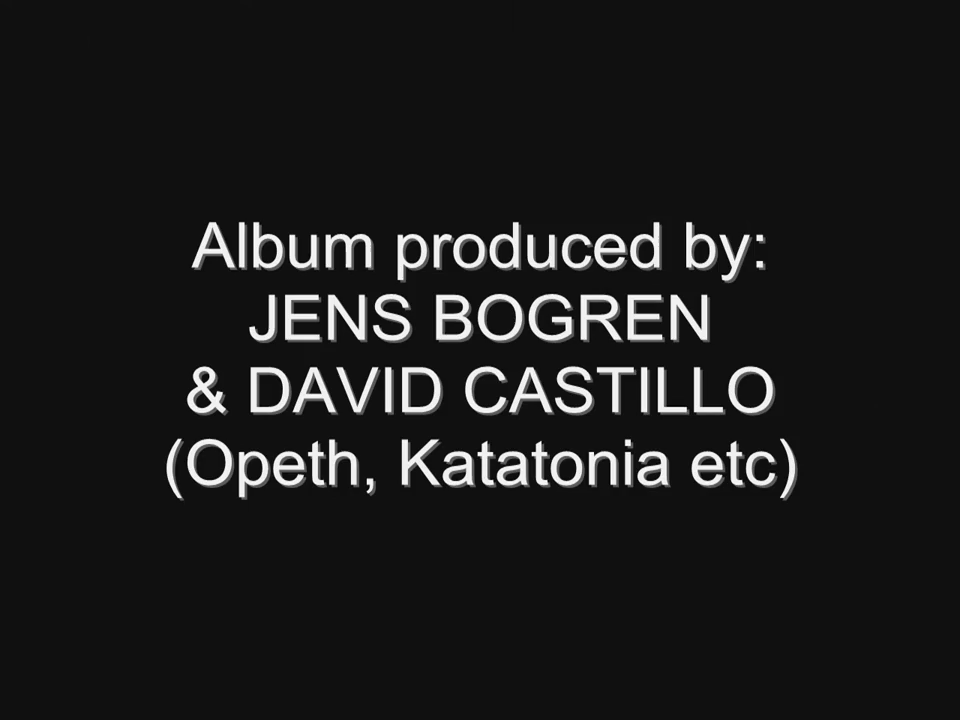 Album produced by:
JENS BOGREN
& DAVID CASTILLO
(Opeth, Katatonia etc)